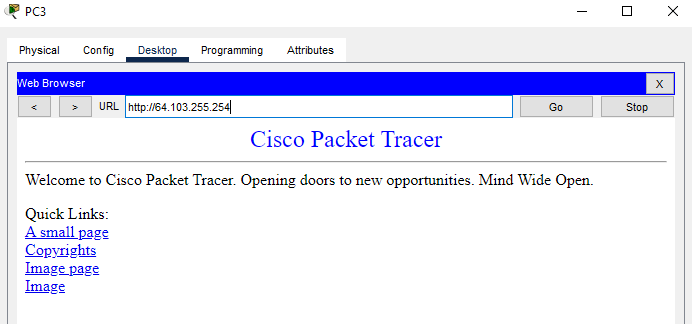 PC3
Physical Config Desktop Programming Attributes
Web Browser X
< > URL http://64.103.255.254 Go Stop
Cisco Packet Tracer
Welcome to Cisco Packet Tracer. Opening doors to new opportunities. Mind Wide Open.
Quick Links:
A small page
Copyrights
Image page
Image